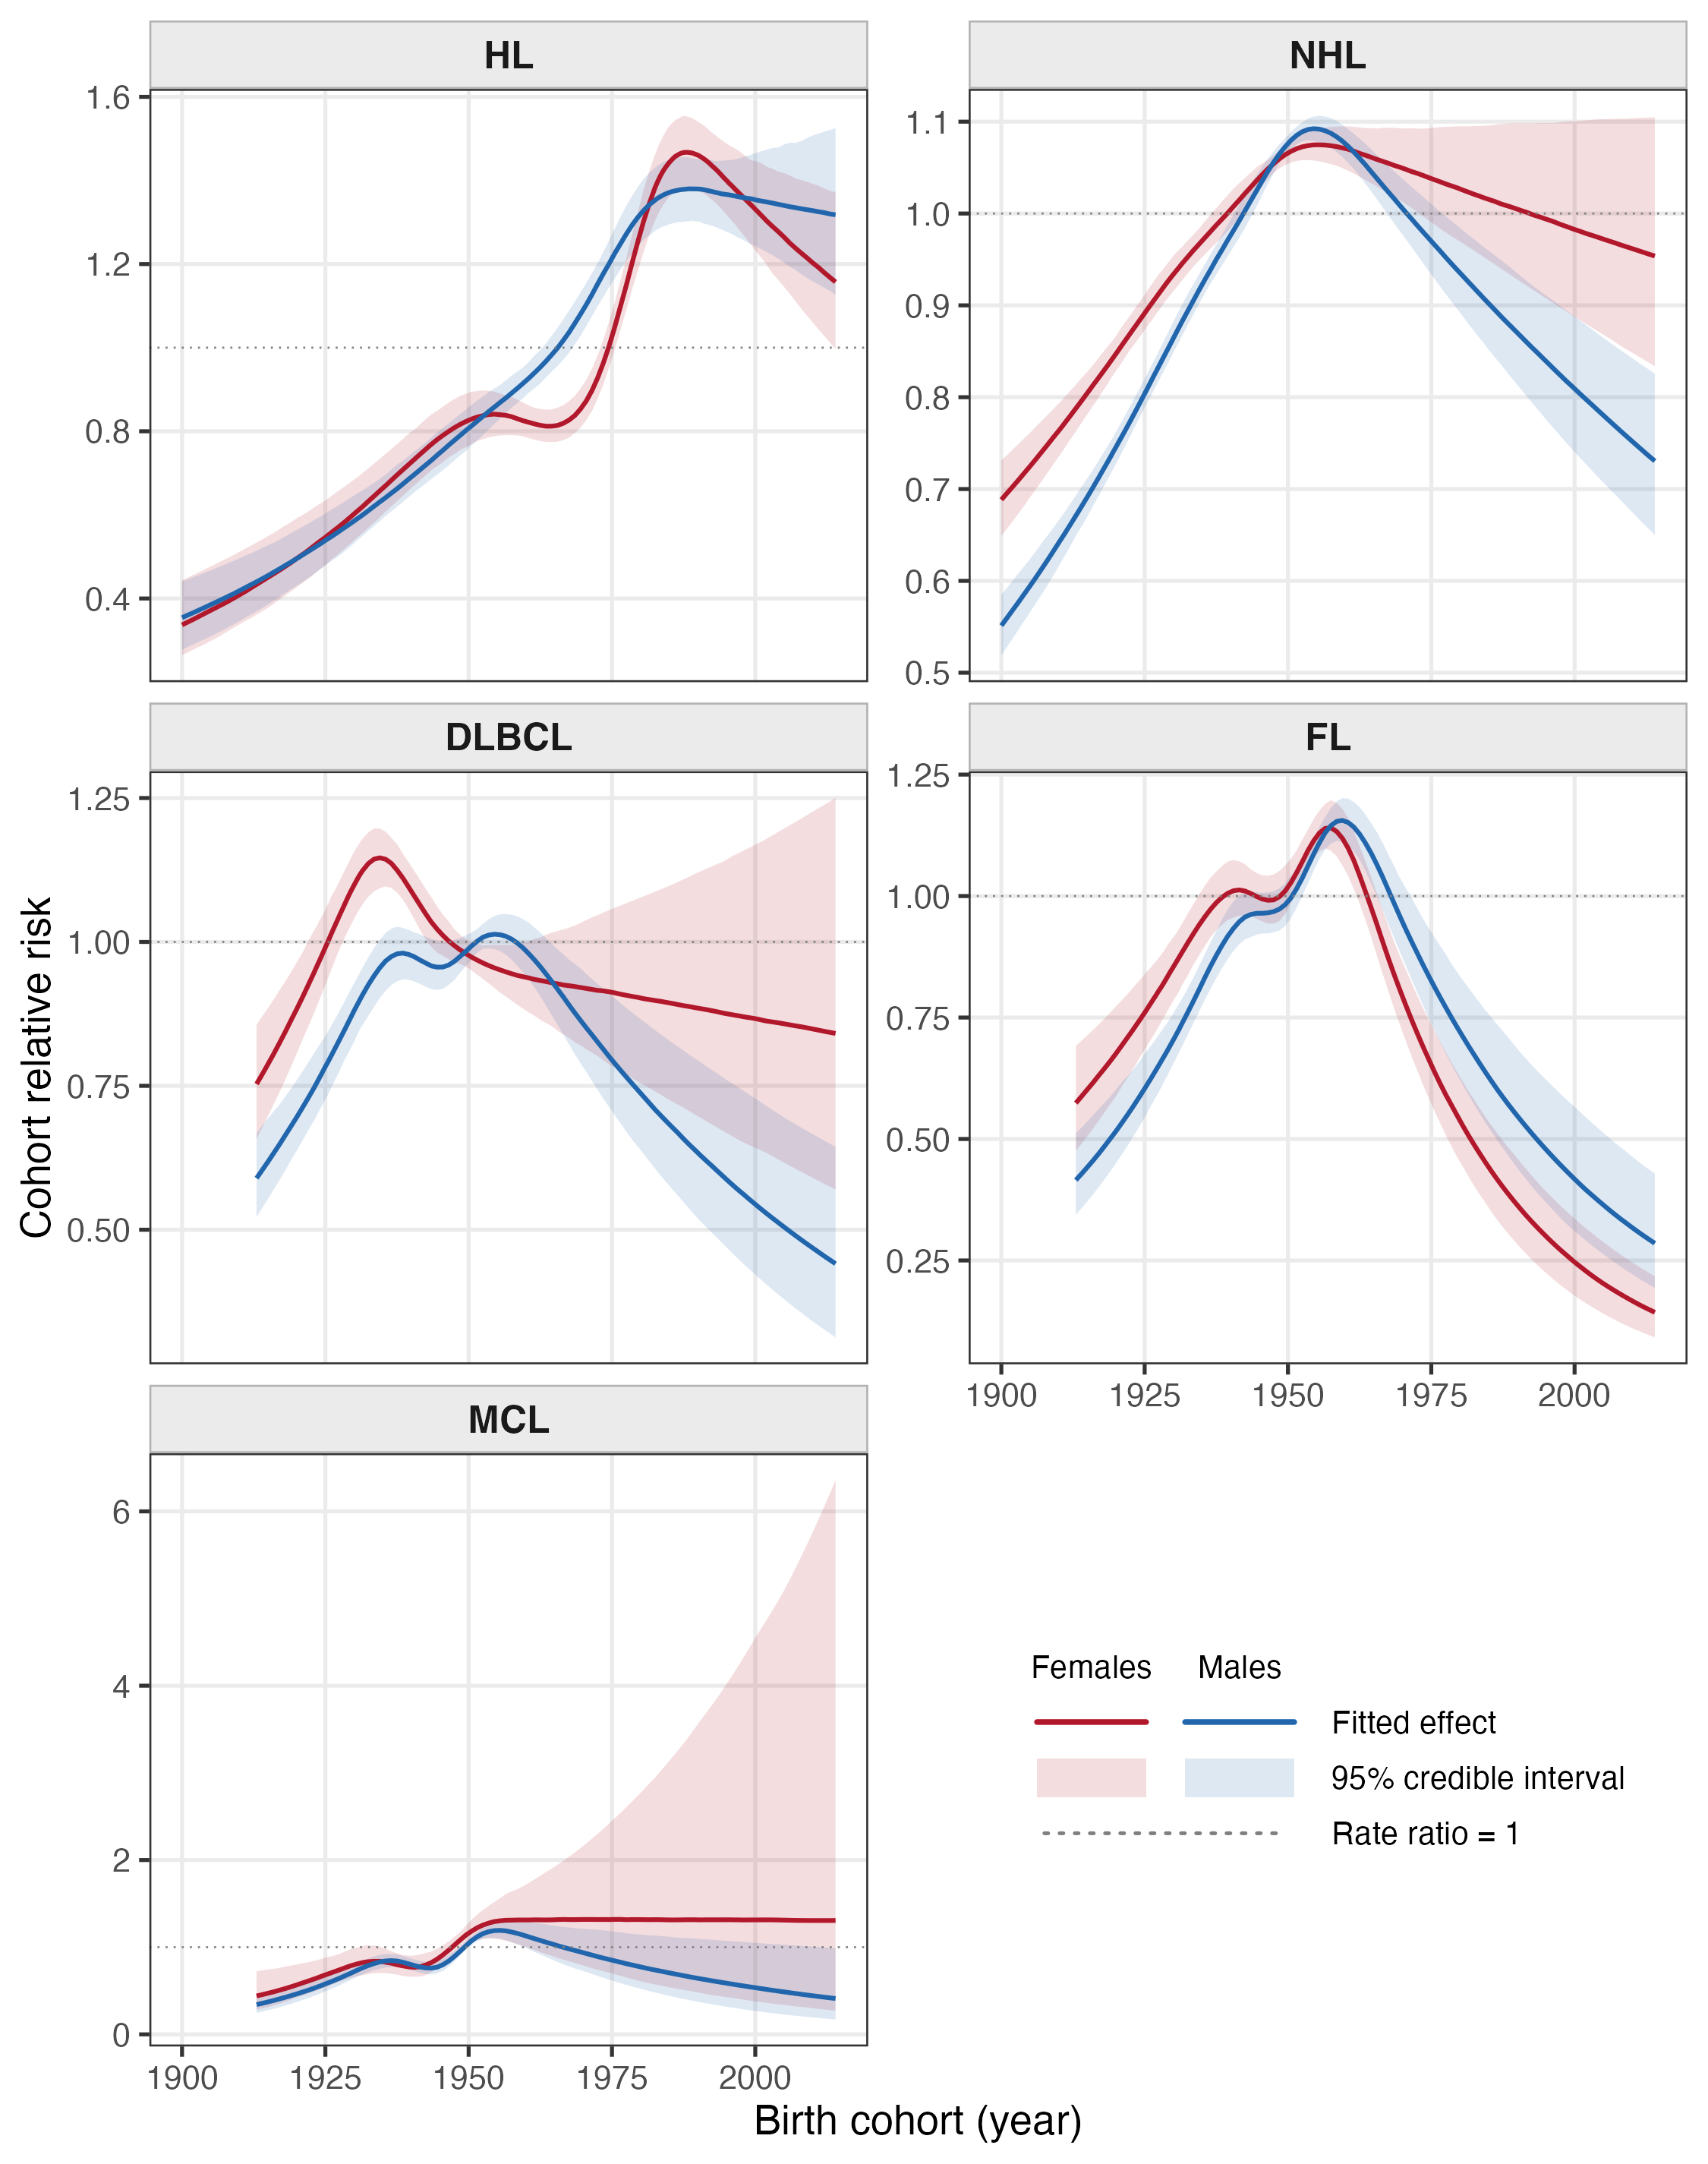 HL
1.6
1.2
0.8
0.4
NHL
1.1
1.0
0.9
0.8
0.7
0.6
0.5
DLBCL
1.25
1.00
0.75
0.50
FL
1.25
1.00
0.75
0.50
0.25
1900 1925 1950 1975 2000
MCL
6
4
2
0
1900 1925 1950 1975 2000
Cohort relative risk
Birth cohort (year)
Females Males
Fitted effect
95% credible interval
Rate ratio = 1